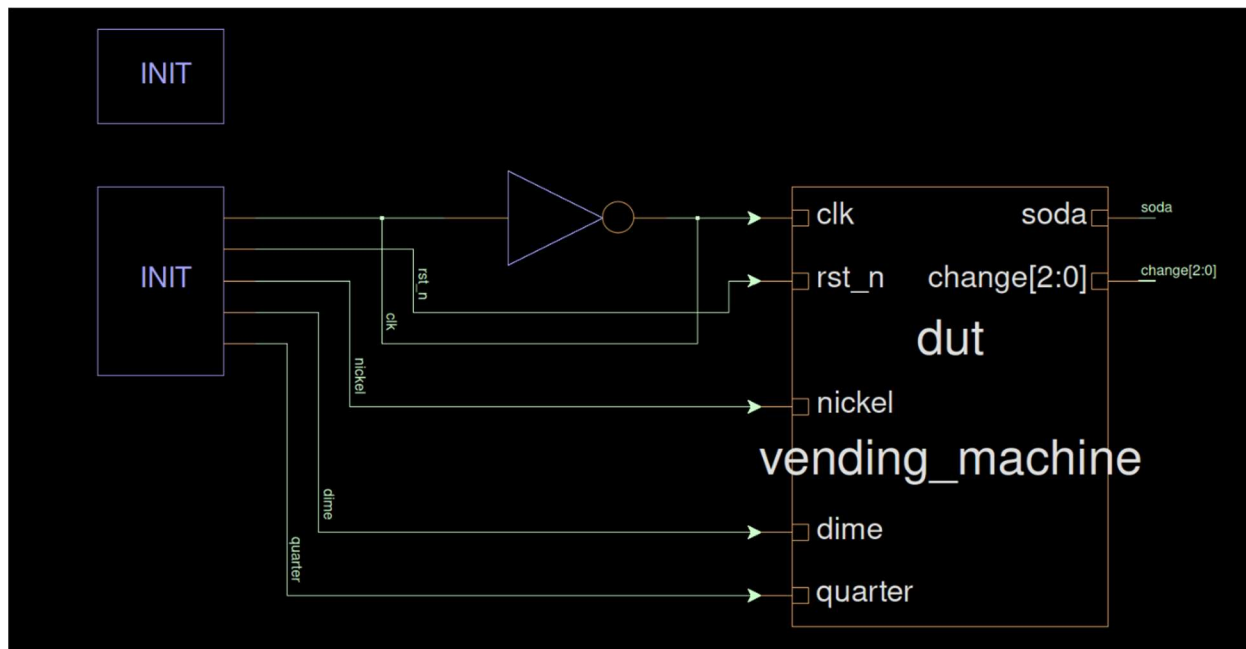 INIT
INIT
clk
soda
soda
rst_n
rst_n
change[2:0]
change[2:0]
clk
dut
nickel
nickel
vending_machine
dime
dime
quarter
quarter